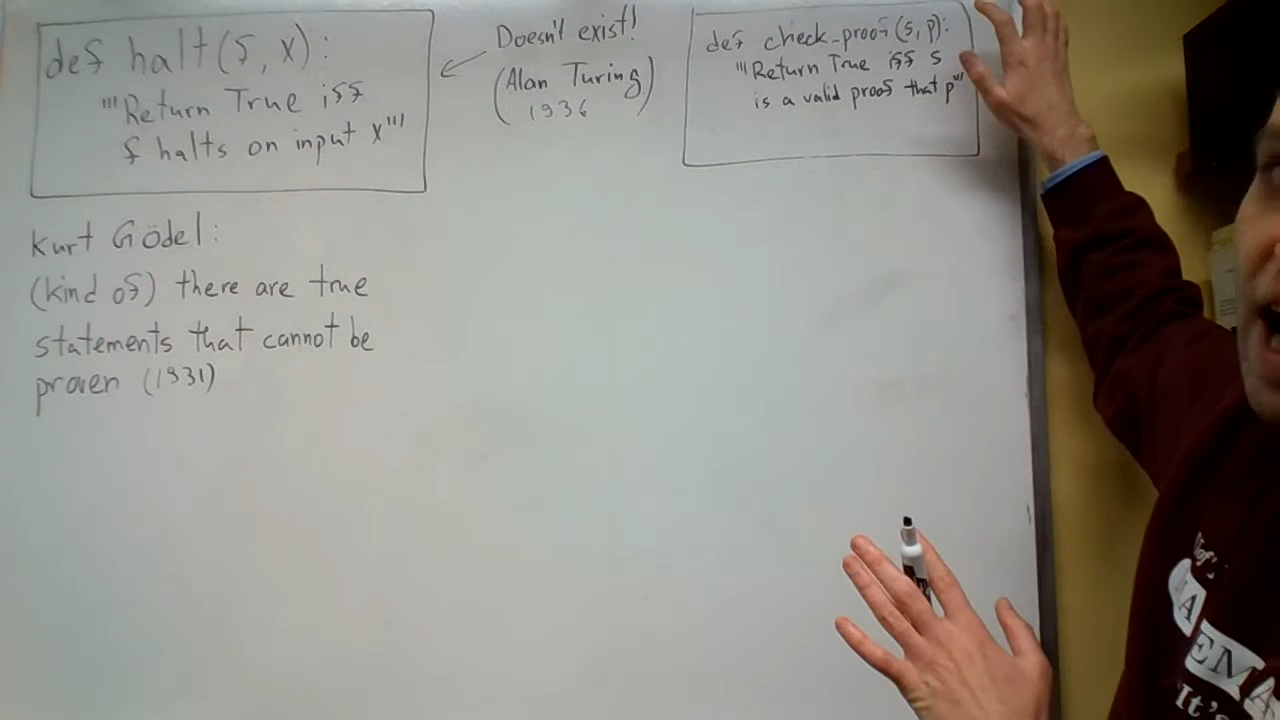 def halt(f, x):
"""Return True iff
f halts on input x"""
Doesn't exist!
(Alan Turing)
1936
def check_proof(s, p):
"""Return True iff s
is a valid proof that p"""
Kurt Gödel:
(kind of) there are true
statements that cannot be
proven (1931)
It's